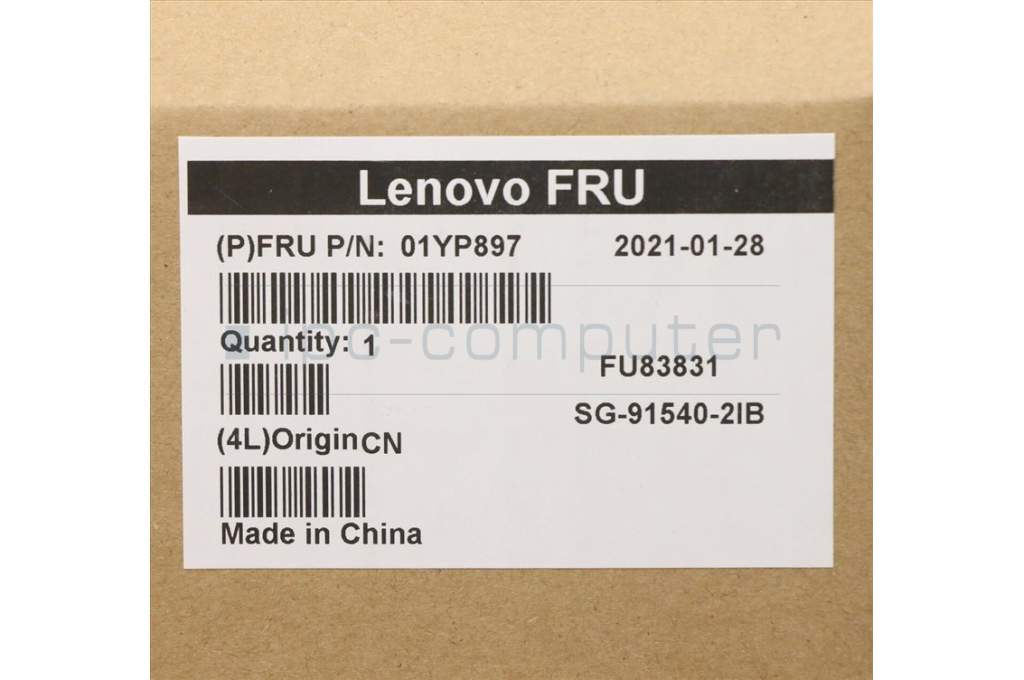 Lenovo FRU
(P)FRU P/N: 01YP897 2021-01-28
ipc-computer
Quantity: 1
FU83831
SG-91540-2IB
(4L)Origin CN
Made in China